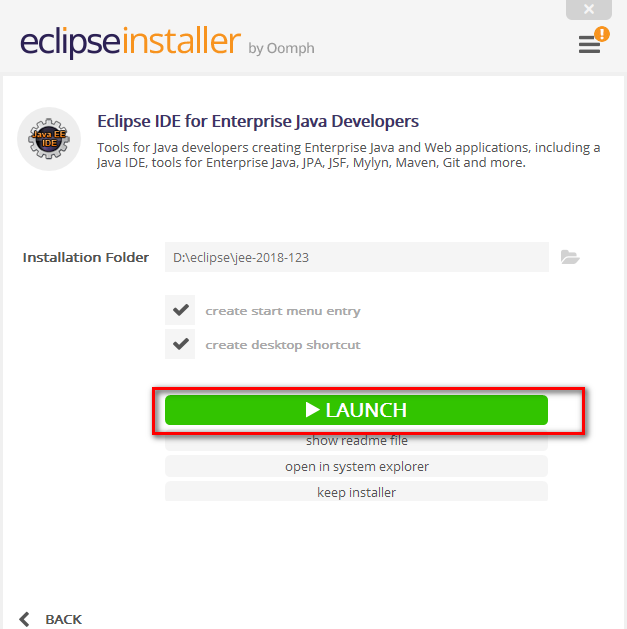 eclipseinstaller by Oomph
!
Java EE
IDE
Eclipse IDE for Enterprise Java Developers
Tools for Java developers creating Enterprise Java and Web applications, including a
Java IDE, tools for Enterprise Java, JPA, JSF, Mylyn, Maven, Git and more.
Installation Folder D:\eclipse\jee-2018-123
create start menu entry
create desktop shortcut
LAUNCH
show readme file
open in system explorer
keep installer
BACK